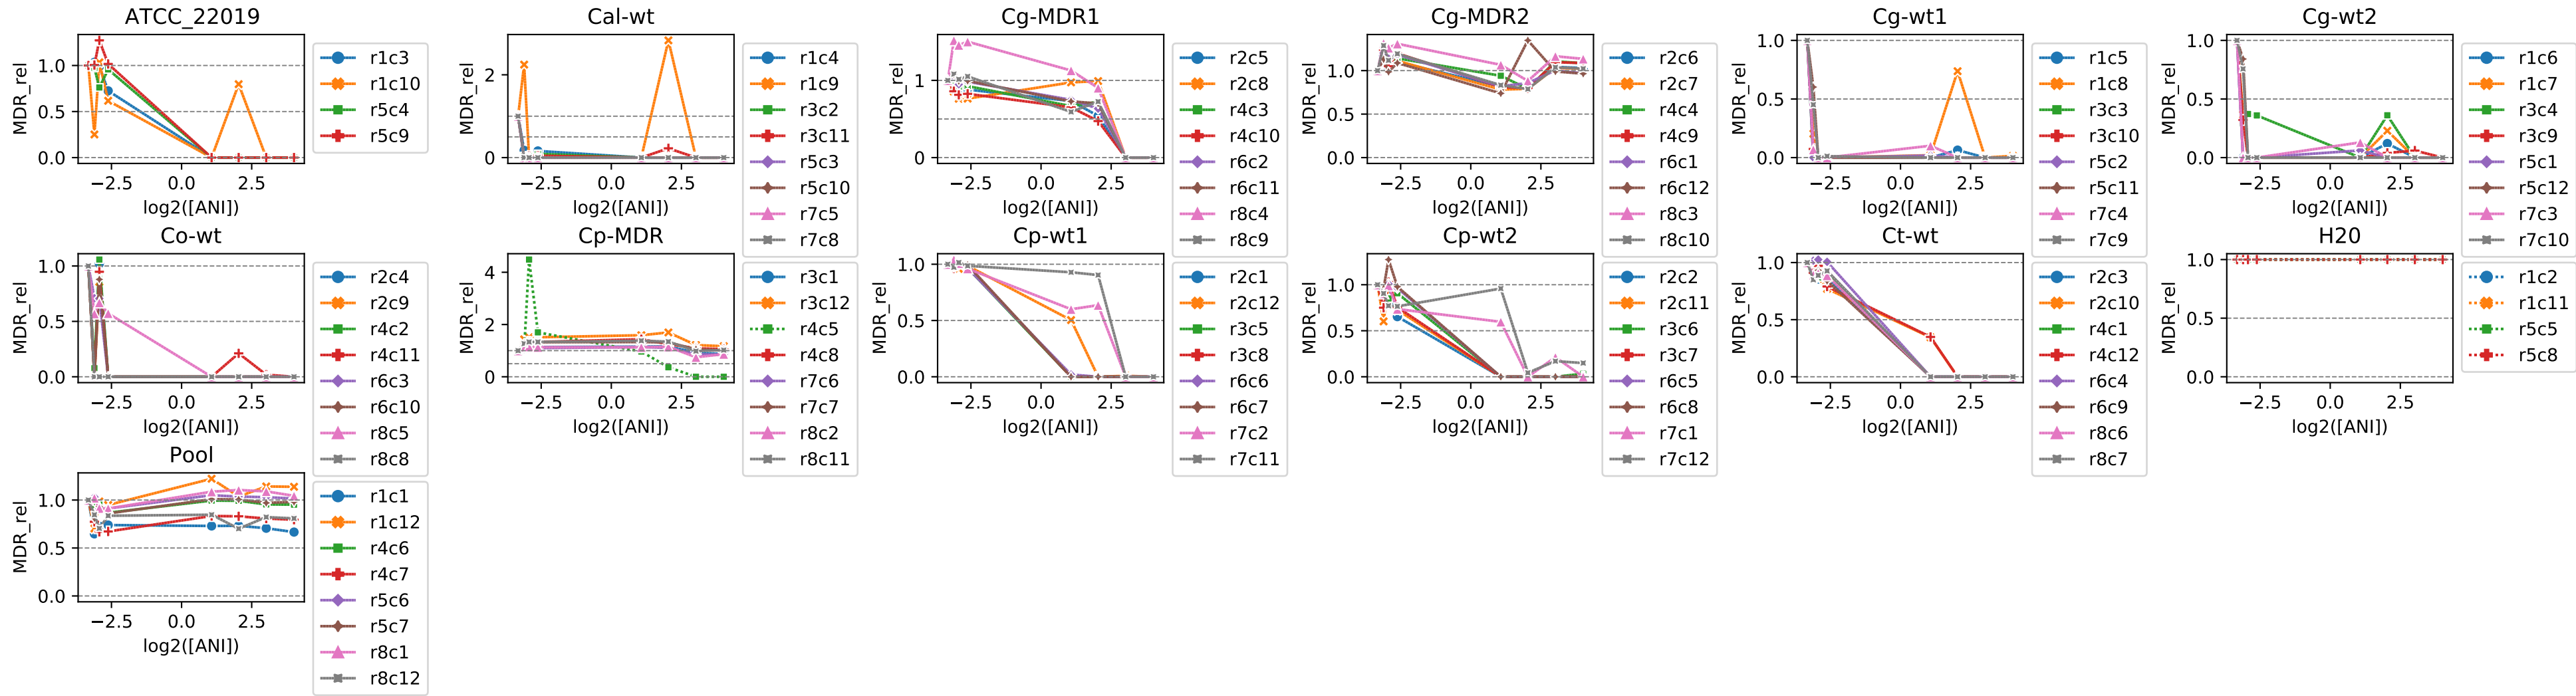 ATCC_22019
MDR_rel
1.0
0.5
0.0
−2.5 0.0 2.5
log2([ANI])
r1c3
r1c10
r5c4
r5c9
Cal-wt
MDR_rel
2
0
−2.5 0.0 2.5
log2([ANI])
r1c4
r1c9
r3c2
r3c11
r5c3
r5c10
r7c5
r7c8
Cg-MDR1
MDR_rel
1
0
−2.5 0.0 2.5
log2([ANI])
r2c5
r2c8
r4c3
r4c10
r6c2
r6c11
r8c4
r8c9
Cg-MDR2
MDR_rel
1.0
0.5
0.0
−2.5 0.0 2.5
log2([ANI])
r2c6
r2c7
r4c4
r4c9
r6c1
r6c12
r8c3
r8c10
Cg-wt1
MDR_rel
1.0
0.5
0.0
−2.5 0.0 2.5
log2([ANI])
r1c5
r1c8
r3c3
r3c10
r5c2
r5c11
r7c4
r7c9
Cg-wt2
MDR_rel
1.0
0.5
0.0
−2.5 0.0 2.5
log2([ANI])
r1c6
r1c7
r3c4
r3c9
r5c1
r5c12
r7c3
r7c10
Co-wt
MDR_rel
1.0
0.5
0.0
−2.5 0.0 2.5
log2([ANI])
r2c4
r2c9
r4c2
r4c11
r6c3
r6c10
r8c5
r8c8
Cp-MDR
MDR_rel
4
2
0
−2.5 0.0 2.5
log2([ANI])
r3c1
r3c12
r4c5
r4c8
r7c6
r7c7
r8c2
r8c11
Cp-wt1
MDR_rel
1.0
0.5
0.0
−2.5 0.0 2.5
log2([ANI])
r2c1
r2c12
r3c5
r3c8
r6c6
r6c7
r7c2
r7c11
Cp-wt2
MDR_rel
1.0
0.5
0.0
−2.5 0.0 2.5
log2([ANI])
r2c2
r2c11
r3c6
r3c7
r6c5
r6c8
r7c1
r7c12
Ct-wt
MDR_rel
1.0
0.5
0.0
−2.5 0.0 2.5
log2([ANI])
r2c3
r2c10
r4c1
r4c12
r6c4
r6c9
r8c6
r8c7
H20
MDR_rel
1.0
0.5
0.0
−2.5 0.0 2.5
log2([ANI])
r1c2
r1c11
r5c5
r5c8
Pool
MDR_rel
1.0
0.5
0.0
−2.5 0.0 2.5
log2([ANI])
r1c1
r1c12
r4c6
r4c7
r5c6
r5c7
r8c1
r8c12